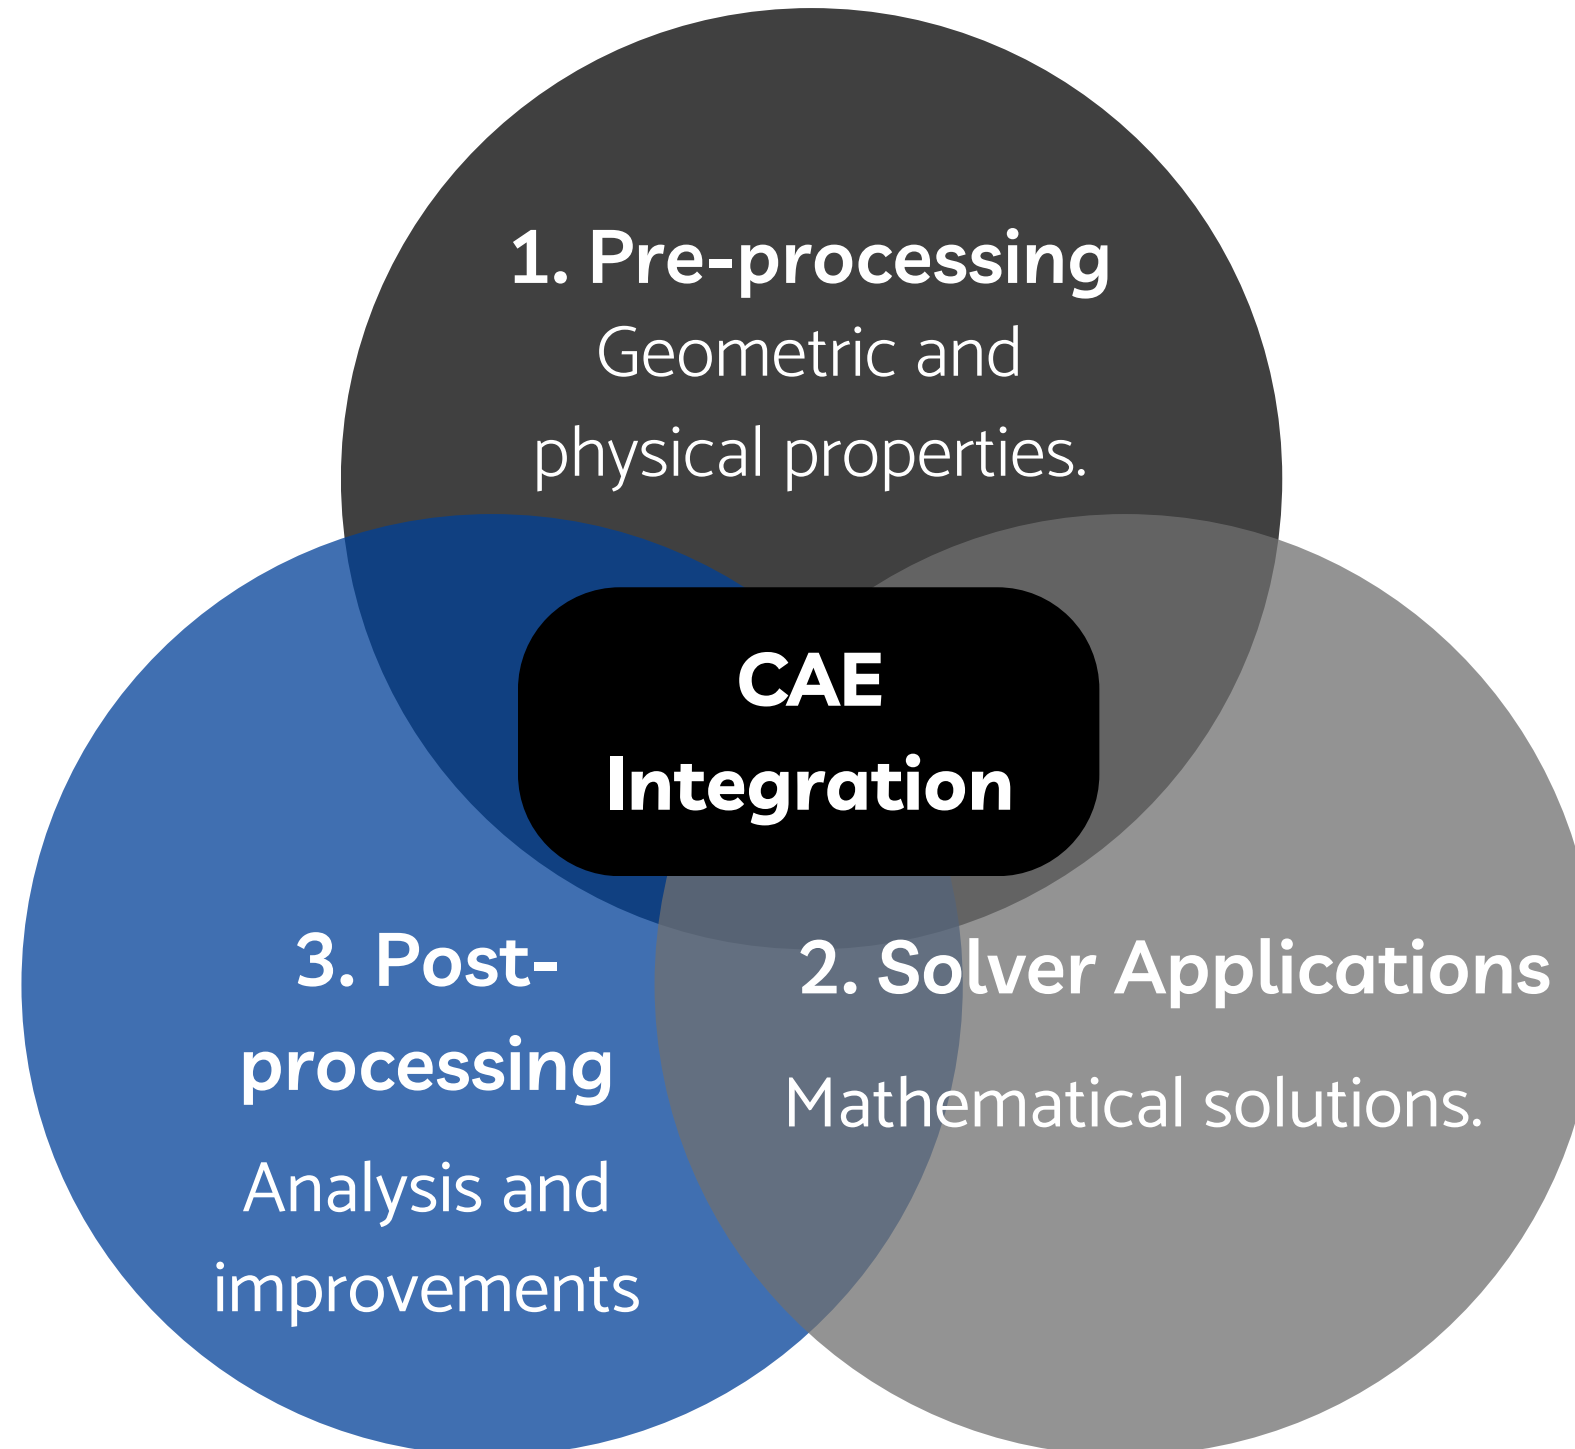 1. Pre-processing
Geometric and
physical properties.
CAE
Integration
2. Solver Applications
Mathematical solutions.
3. Post-
processing
Analysis and
improvements